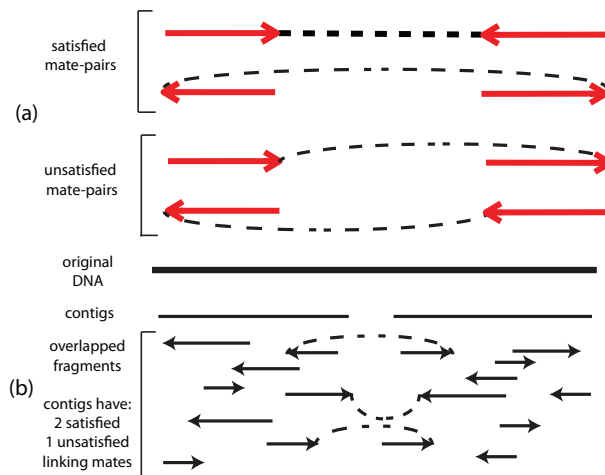 satisfied
mate-pairs
(a)
unsatisfied
mate-pairs
original
DNA
contigs
overlapped
fragments
(b)
contigs have:
2 satisfied
1 unsatisfied
linking mates